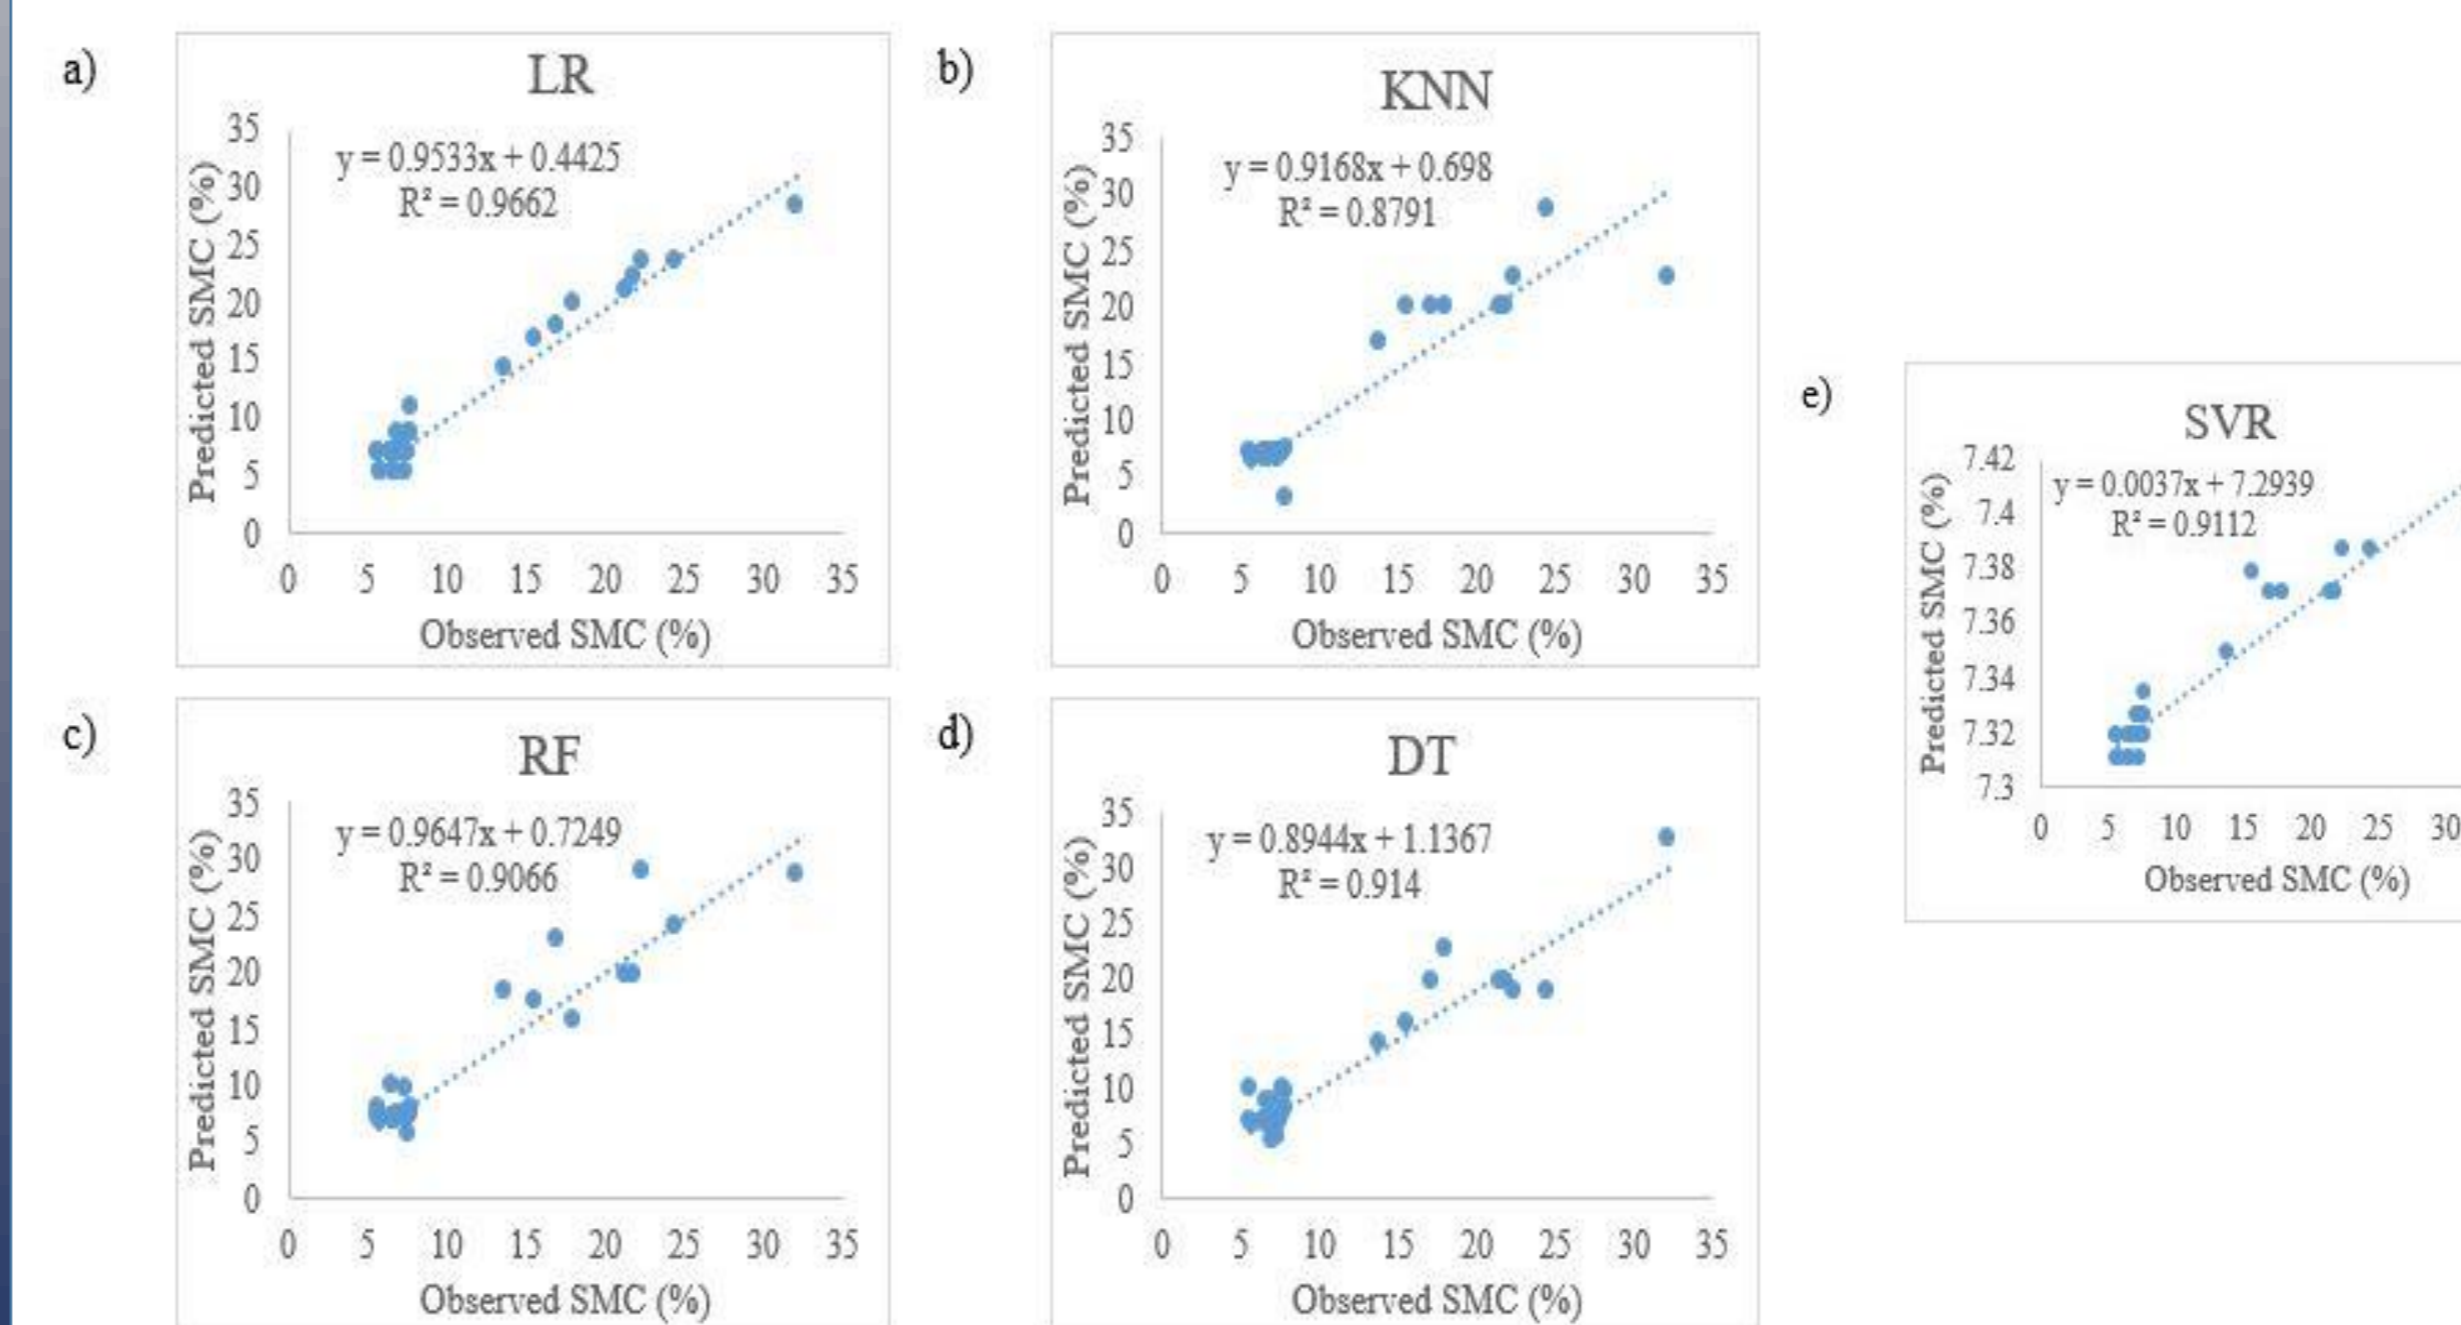 a)
LR
y = 0.9533x + 0.4425
R² = 0.9662
35
30
25
20
15
10
5
0
0 5 10 15 20 25 30 35
Predicted SMC (%)
Observed SMC (%)
b)
KNN
y = 0.9168x + 0.698
R² = 0.8791
35
30
25
20
15
10
5
0
0 5 10 15 20 25 30 35
Predicted SMC (%)
Observed SMC (%)
c)
RF
y = 0.9647x + 0.7249
R² = 0.9066
35
30
25
20
15
10
5
0
0 5 10 15 20 25 30 35
Predicted SMC (%)
Observed SMC (%)
d)
DT
y = 0.8944x + 1.1367
R² = 0.914
35
30
25
20
15
10
5
0
0 5 10 15 20 25 30 35
Predicted SMC (%)
Observed SMC (%)
e)
SVR
y = 0.0037x + 7.2939
R² = 0.9112
7.42
7.4
7.38
7.36
7.34
7.32
7.3
0 5 10 15 20 25 30
Predicted SMC (%)
Observed SMC (%)